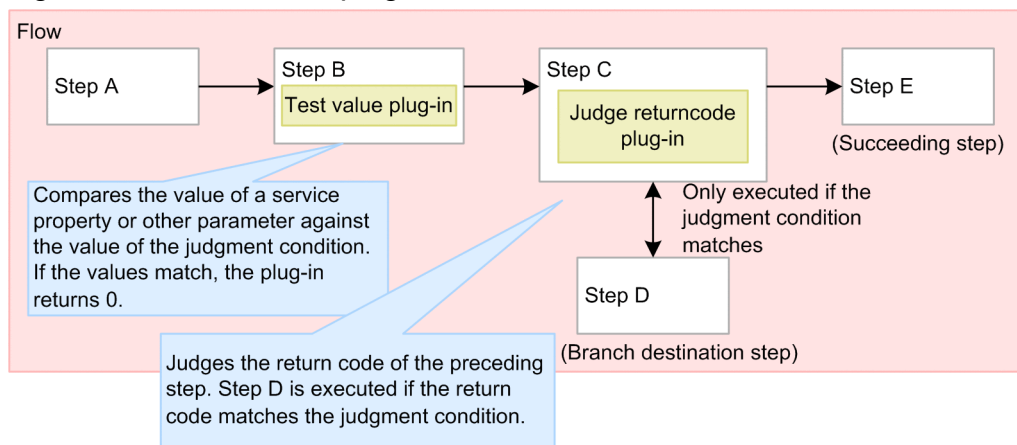 Flow
Step A
Step B
Test value plug-in
Step C
Judge returncode
plug-in
Step E
(Succeeding step)
Compares the value of a service
property or other parameter against
the value of the judgment condition.
If the values match, the plug-in
returns 0.
Only executed if the
judgment condition
matches
Step D
(Branch destination step)
Judges the return code of the preceding
step. Step D is executed if the return
code matches the judgment condition.